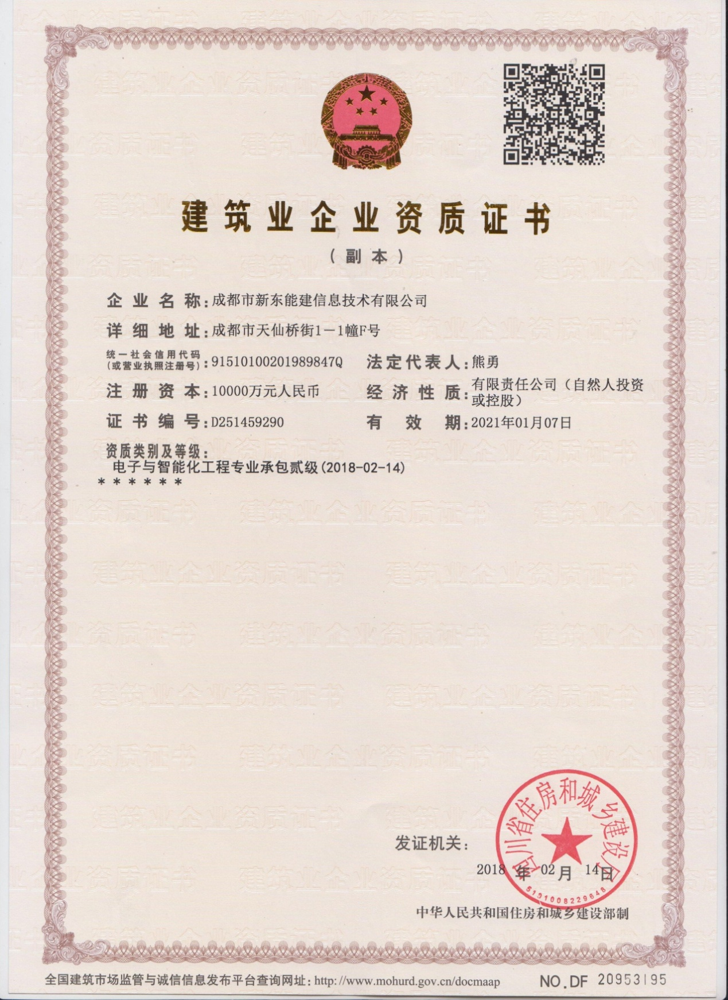 建筑业企业资质证书
(副本)
企业名称:成都市新东能建信息技术有限公司
详细地址:成都市天仙桥街1－1幢F号
统一社会信用代码
(或营业执照注册号):91510100201989847Q
法定代表人:熊勇
注册资本:10000万元人民币
经济性质:有限责任公司（自然人投资
或控股）
证书编号:D251459290
有效期:2021年01月07日
资质类别及等级:
电子与智能化工程专业承包贰级(2018-02-14)
******
四川省住房和城乡建设厅
发证机关:
2018年02月14日
5101008229648
中华人民共和国住房和城乡建设部制
全国建筑市场监管与诚信信息发布平台查询网址:http://www.mohurd.gov.cn/docmaap
NO.DF 20953195